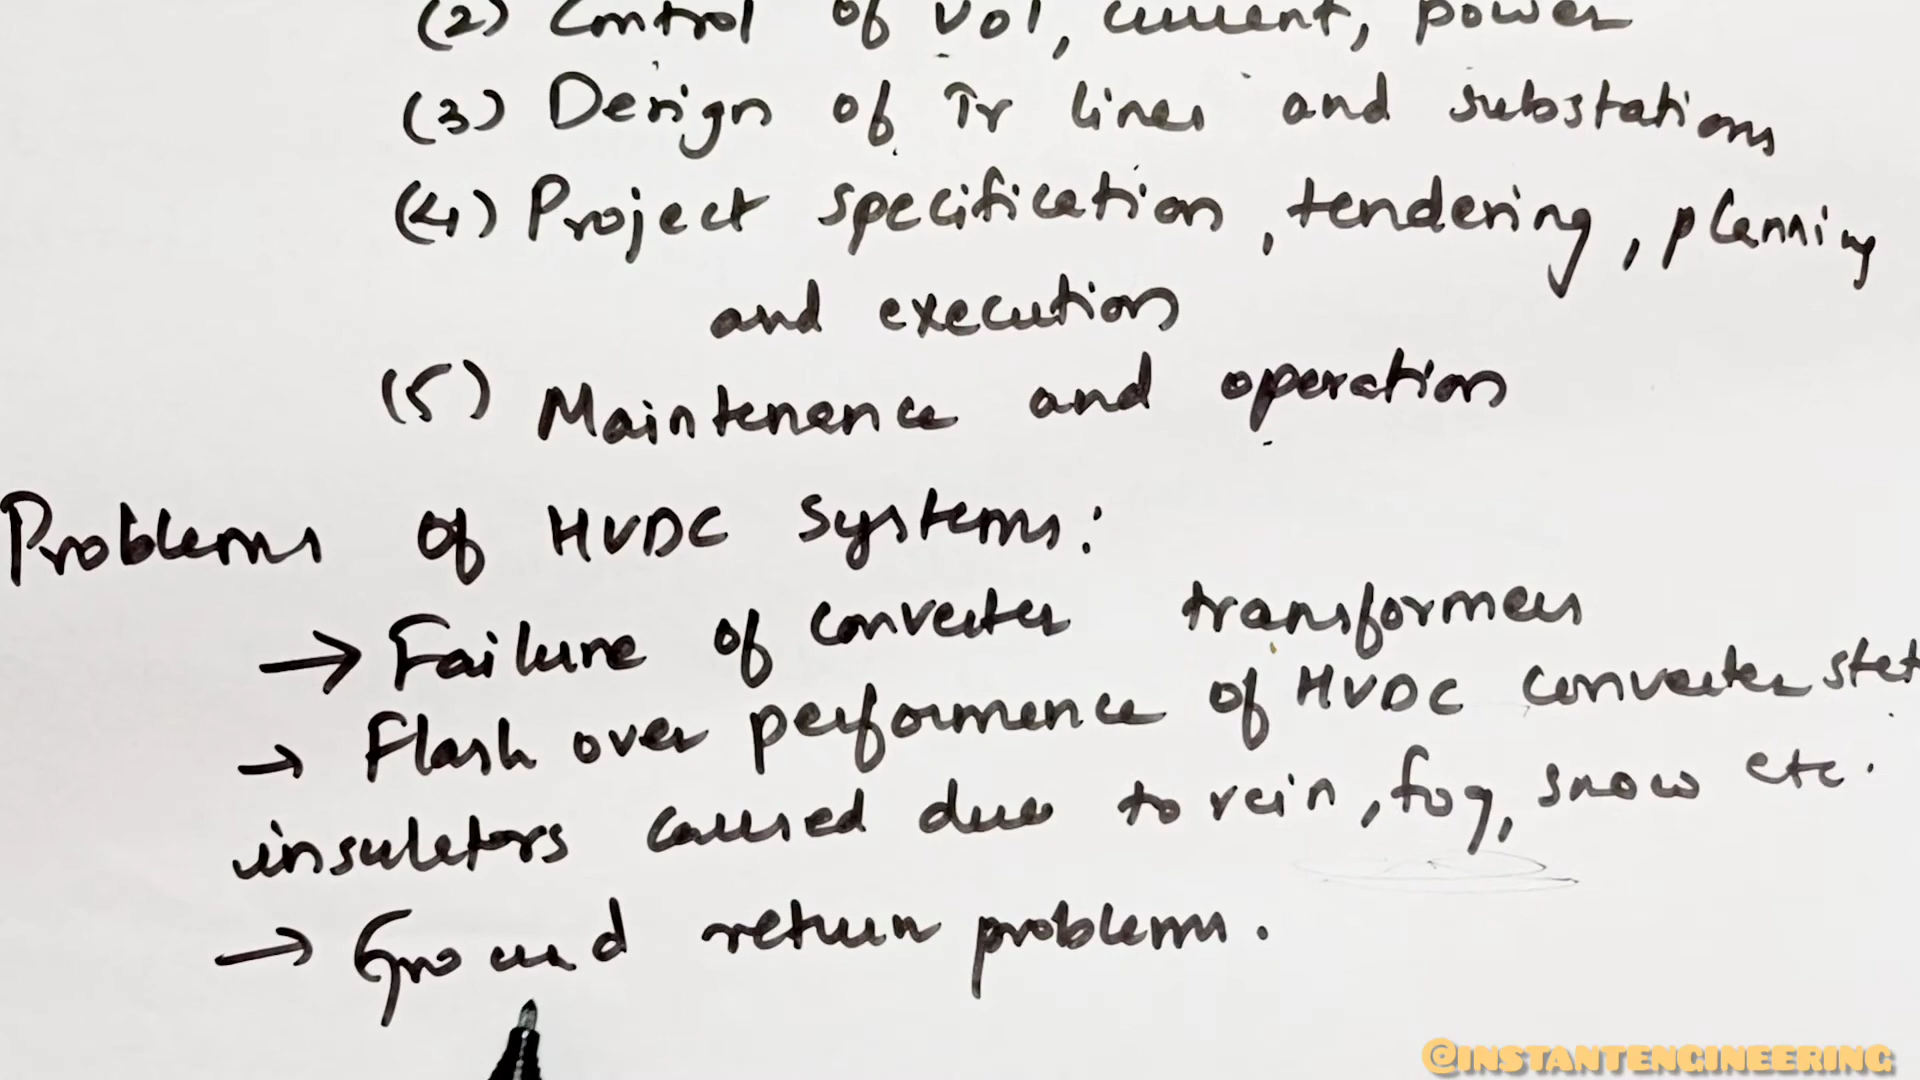 (2) Control of Vol, current, power
(3) Design of Tr lines and substations
(4) Project specification, tendering, planning
and execution
(5) Maintenence and operation
Problems of HVDC systems:
→ Failure of converter transformers
→ Flash over performance of HVDC converter stat
insulators caused due to rain, fog, snow etc.
→ Ground return problems.
@INSTANTENGINEERING